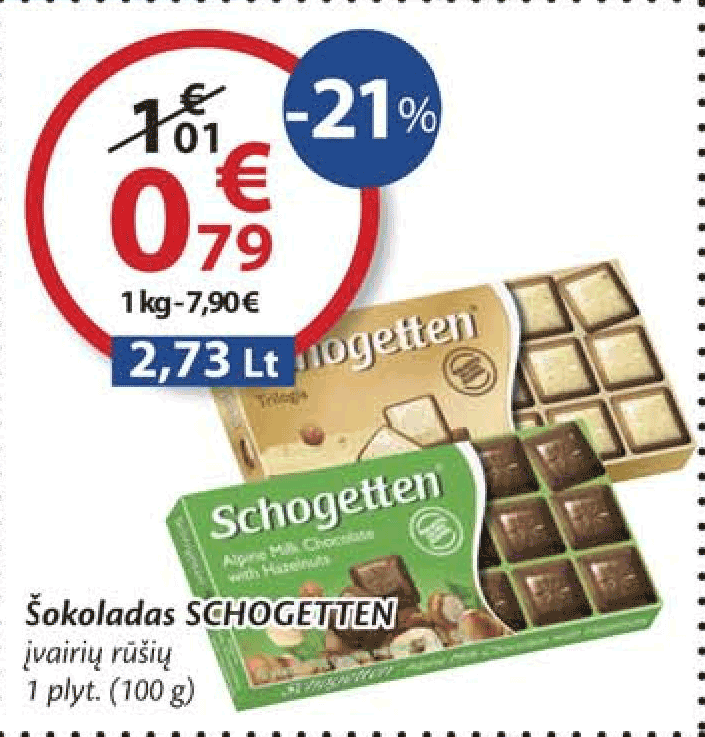 1 € 01
-21%
0 € 79
1 kg - 7,90 €
2,73 Lt
hogetten
Trilogia
Schogetten
Alpine Milk Chocolate
with Hazelnuts
Šokoladas SCHOGETTEN
įvairių rūšių
1 plyt. (100 g)